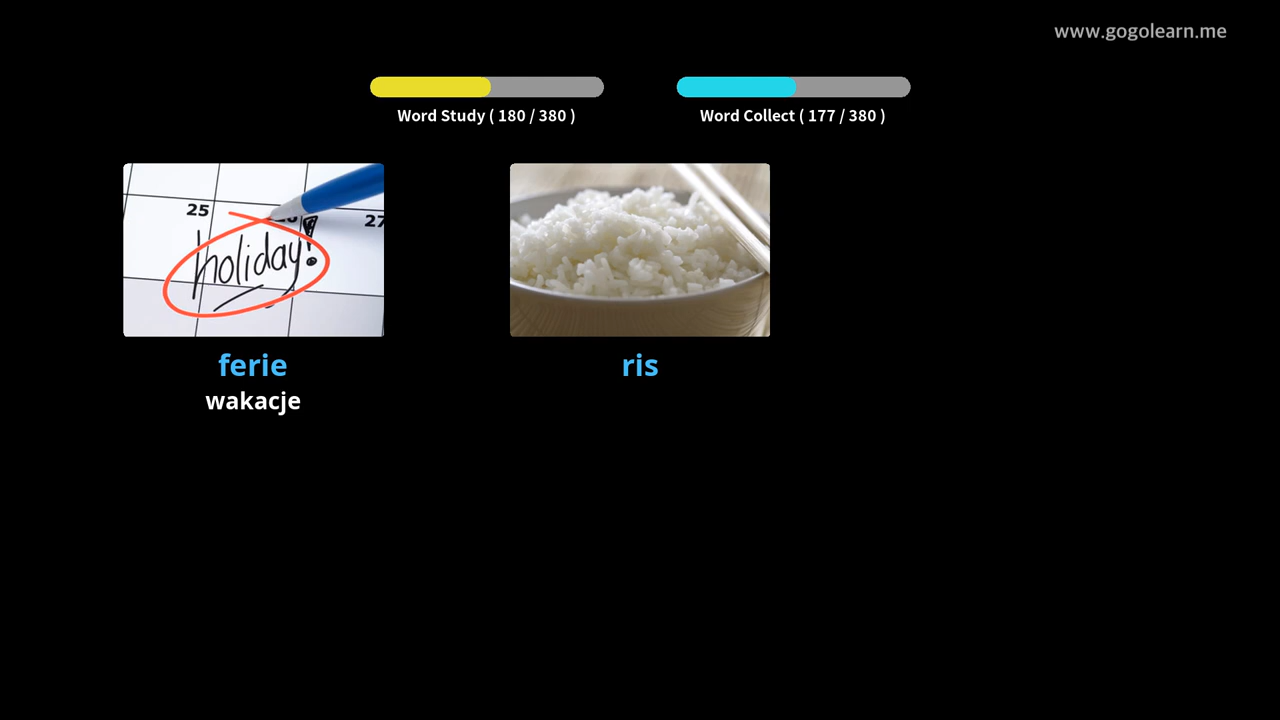 www.gogolearn.me
Word Study ( 180 / 380 )
Word Collect ( 177 / 380 )
25
27
holiday!
ferie
wakacje
ris